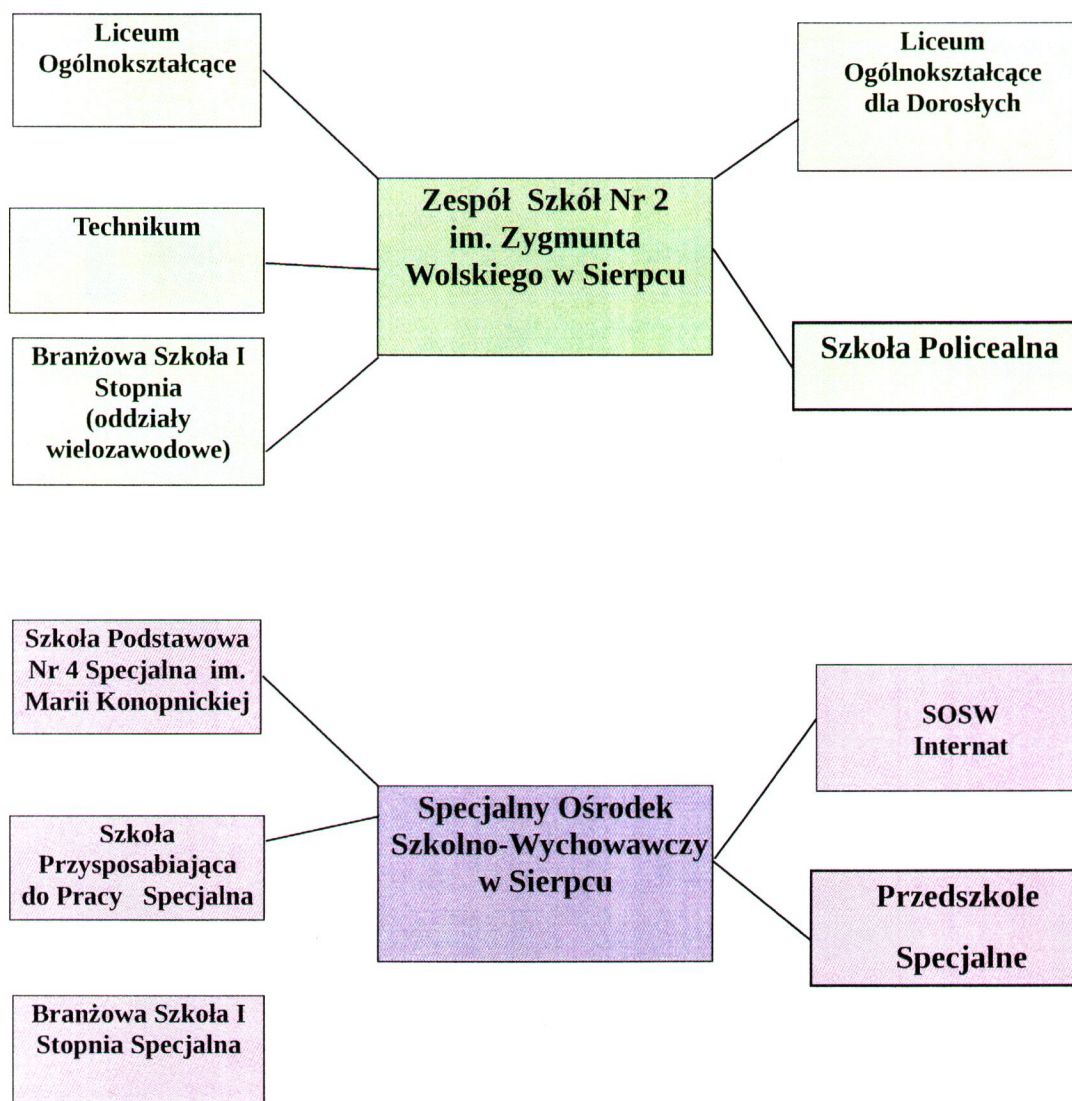 Liceum
Ogólnokształcące
Liceum
Ogólnokształcące
dla Dorosłych
Zespół Szkół Nr 2
im. Zygmunta
Wolskiego w Sierpcu
Technikum
Branżowa Szkoła I
Stopnia
(oddziały
wielozawodowe)
Szkoła Policealna
Szkoła Podstawowa
Nr 4 Specjalna im.
Marii Konopnickiej
SOSW
Internat
Specjalny Ośrodek
Szkolno-Wychowawczy
w Sierpcu
Szkoła
Przysposabiająca
do Pracy Specjalna
Przedszkole
Specjalne
Branżowa Szkoła I
Stopnia Specjalna